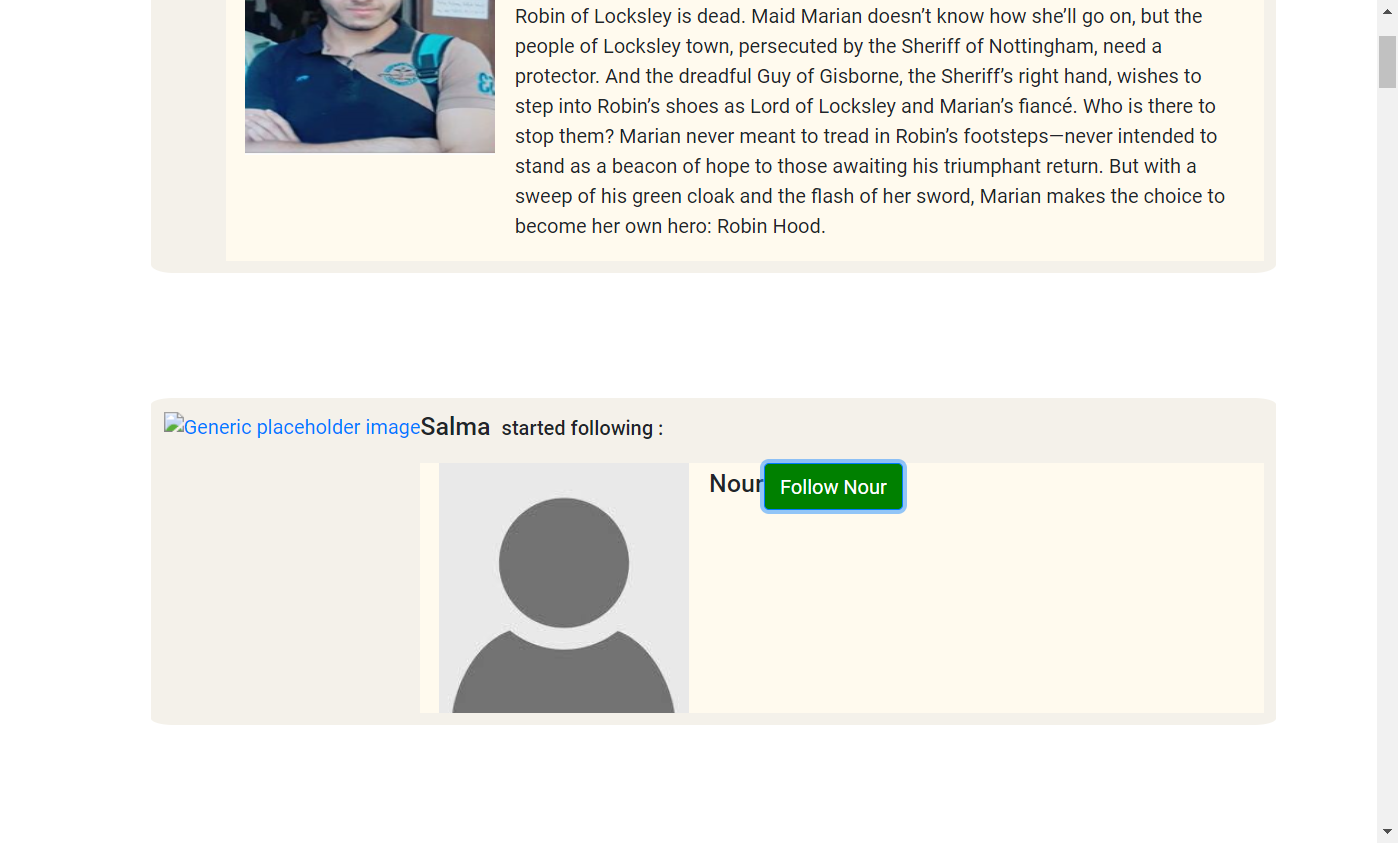 Robin of Locksley is dead. Maid Marian doesn’t know how she’ll go on, but the
people of Locksley town, persecuted by the Sheriff of Nottingham, need a
protector. And the dreadful Guy of Gisborne, the Sheriff’s right hand, wishes to
step into Robin’s shoes as Lord of Locksley and Marian’s fiancé. Who is there to
stop them? Marian never meant to tread in Robin’s footsteps—never intended to
stand as a beacon of hope to those awaiting his triumphant return. But with a
sweep of his green cloak and the flash of her sword, Marian makes the choice to
become her own hero: Robin Hood.
Generic placeholder image Salma started following :
Nour Follow Nour